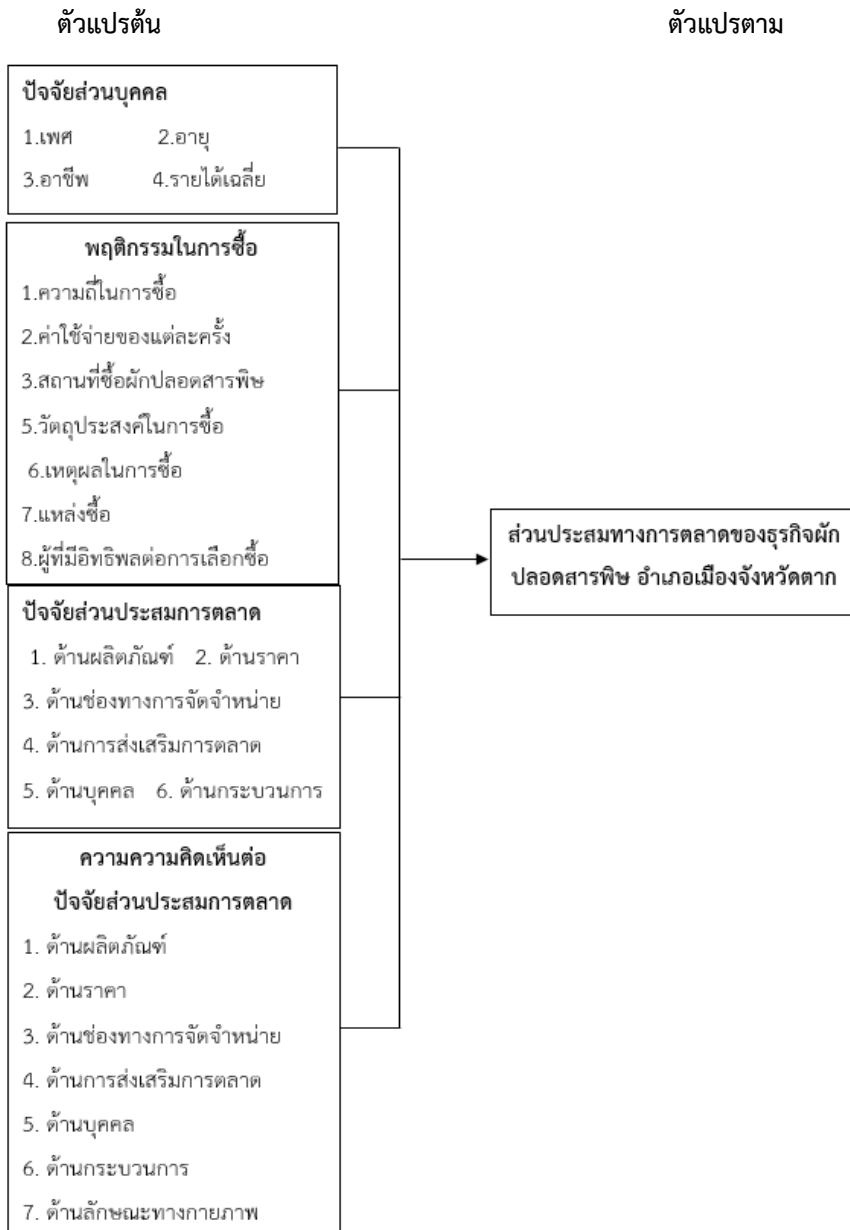 ตัวแปรต้น ตัวแปรตาม
ปัจจัยส่วนบุคคล
1.เพศ 2.อายุ
3.อาชีพ 4.รายได้เฉลี่ย
พฤติกรรมในการซื้อ
1.ความถี่ในการซื้อ
2.ค่าใช้จ่ายของแต่ละครั้ง
3.สถานที่ซื้อผักปลอดสารพิษ
5.วัตถุประสงค์ในการซื้อ
6.เหตุผลในการซื้อ
7.แหล่งซื้อ
8.ผู้ที่มีอิทธิพลต่อการเลือกซื้อ
ปัจจัยส่วนประสมการตลาด
1. ด้านผลิตภัณฑ์ 2. ด้านราคา
3. ด้านช่องทางการจัดจำหน่าย
4. ด้านการส่งเสริมการตลาด
5. ด้านบุคคล 6. ด้านกระบวนการ
ความความคิดเห็นต่อ
ปัจจัยส่วนประสมการตลาด
1. ด้านผลิตภัณฑ์
2. ด้านราคา
3. ด้านช่องทางการจัดจำหน่าย
4. ด้านการส่งเสริมการตลาด
5. ด้านบุคคล
6. ด้านกระบวนการ
7. ด้านลักษณะทางกายภาพ
ส่วนประสมทางการตลาดของธุรกิจผัก
ปลอดสารพิษ อำเภอเมืองจังหวัดตาก